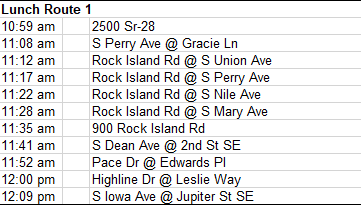 Lunch Route 1
10:59 am 2500 Sr-28
11:08 am S Perry Ave @ Gracie Ln
11:12 am Rock Island Rd @ S Union Ave
11:17 am Rock Island Rd @ S Perry Ave
11:22 am Rock Island Rd @ S Nile Ave
11:28 am Rock Island Rd @ S Mary Ave
11:35 am 900 Rock Island Rd
11:41 am S Dean Ave @ 2nd St SE
11:52 am Pace Dr @ Edwards Pl
12:00 pm Highline Dr @ Leslie Way
12:09 pm S Iowa Ave @ Jupiter St SE